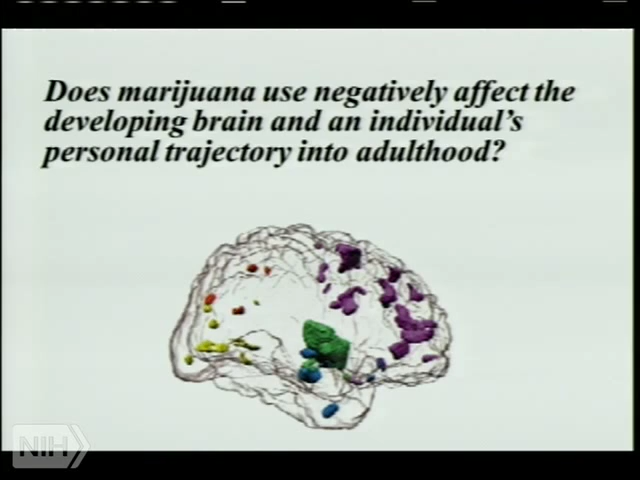 Does marijuana use negatively affect the
developing brain and an individual's
personal trajectory into adulthood?
NIH